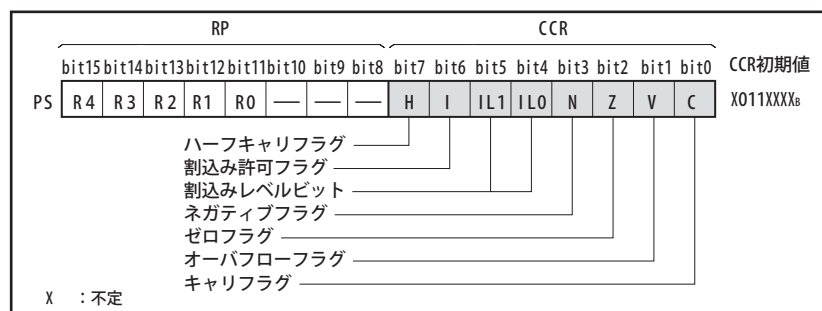 RP CCR
bit15 bit14 bit13 bit12 bit11 bit10 bit9 bit8 bit7 bit6 bit5 bit4 bit3 bit2 bit1 bit0 CCR初期値
PS R4 R3 R2 R1 R0 — — — H I IL1 IL0 N Z V C X011XXXXB
ハーフキャリフラグ
割込み許可フラグ
割込みレベルビット
ネガティブフラグ
ゼロフラグ
オーバフローフラグ
キャリフラグ
X :不定